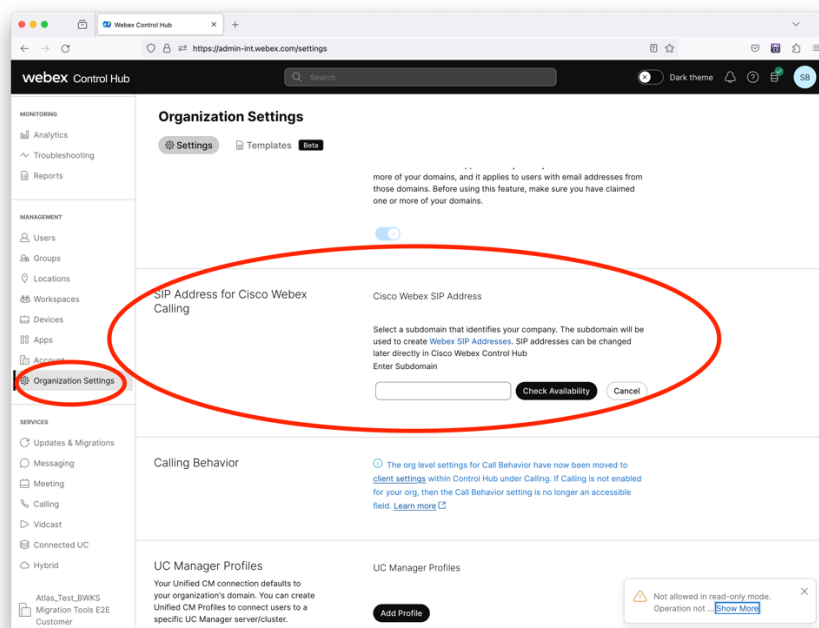 Webex Control Hub
https://admin-int.webex.com/settings
webex Control Hub
Search
Dark theme
SB
MONITORING
Analytics
Troubleshooting
Reports
MANAGEMENT
Users
Groups
Locations
Workspaces
Devices
Apps
Account
Organization Settings
SERVICES
Updates & Migrations
Messaging
Meeting
Calling
Vidcast
Connected UC
Hybrid
Atlas_Test_BWKS
Migration Tools E2E
Customer
Organization Settings
Settings
Templates
Beta
more of your domains, and it applies to users with email addresses from
those domains. Before using this feature, make sure you have claimed
one or more of your domains.
SIP Address for Cisco Webex
Calling
Cisco Webex SIP Address
Select a subdomain that identifies your company. The subdomain will be
used to create Webex SIP Addresses. SIP addresses can be changed
later directly in Cisco Webex Control Hub
Enter Subdomain
Check Availability
Cancel
Calling Behavior
The org level settings for Call Behavior have now been moved to
client settings within Control Hub under Calling. If Calling is not enabled
for your org, then the Call Behavior setting is no longer an accessible
field. Learn more
UC Manager Profiles
Your Unified CM connection defaults to
your organization's domain. You can create
Unified CM Profiles to connect users to a
specific UC Manager server/cluster.
UC Manager Profiles
Add Profile
Not allowed in read-only mode.
Operation not ... Show More